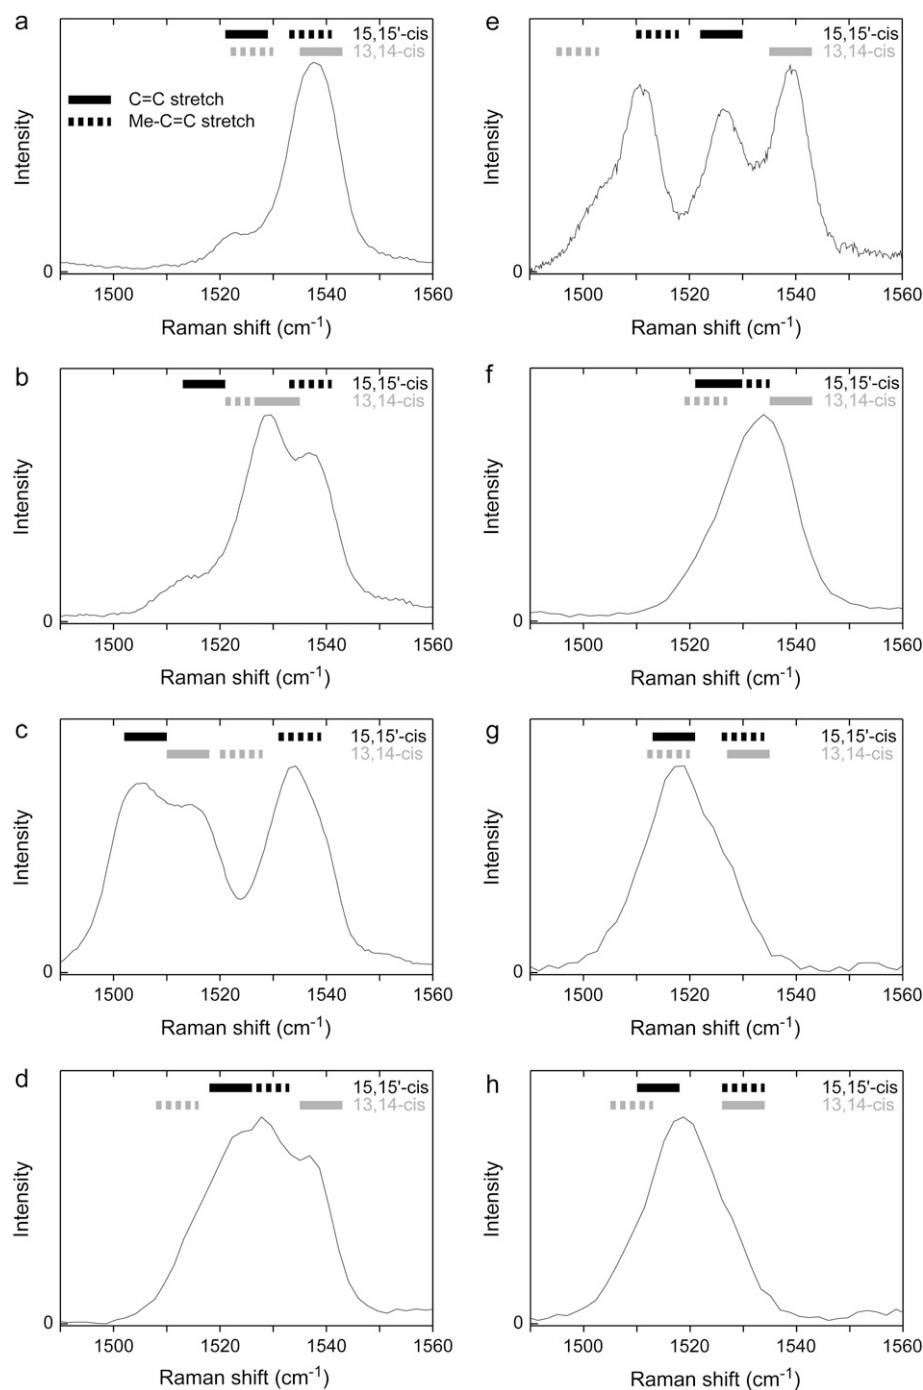 a
15,15'-cis
13,14-cis
C=C stretch
Me-C=C stretch
Intensity
0
1500 1520 1540 1560
Raman shift (cm⁻¹)
e
15,15'-cis
13,14-cis
Intensity
0
1500 1520 1540 1560
Raman shift (cm⁻¹)
b
15,15'-cis
13,14-cis
Intensity
0
1500 1520 1540 1560
Raman shift (cm⁻¹)
f
15,15'-cis
13,14-cis
Intensity
0
1500 1520 1540 1560
Raman shift (cm⁻¹)
c
15,15'-cis
13,14-cis
Intensity
0
1500 1520 1540 1560
Raman shift (cm⁻¹)
g
15,15'-cis
13,14-cis
Intensity
0
1500 1520 1540 1560
Raman shift (cm⁻¹)
d
15,15'-cis
13,14-cis
Intensity
0
1500 1520 1540 1560
Raman shift (cm⁻¹)
h
15,15'-cis
13,14-cis
Intensity
0
1500 1520 1540 1560
Raman shift (cm⁻¹)